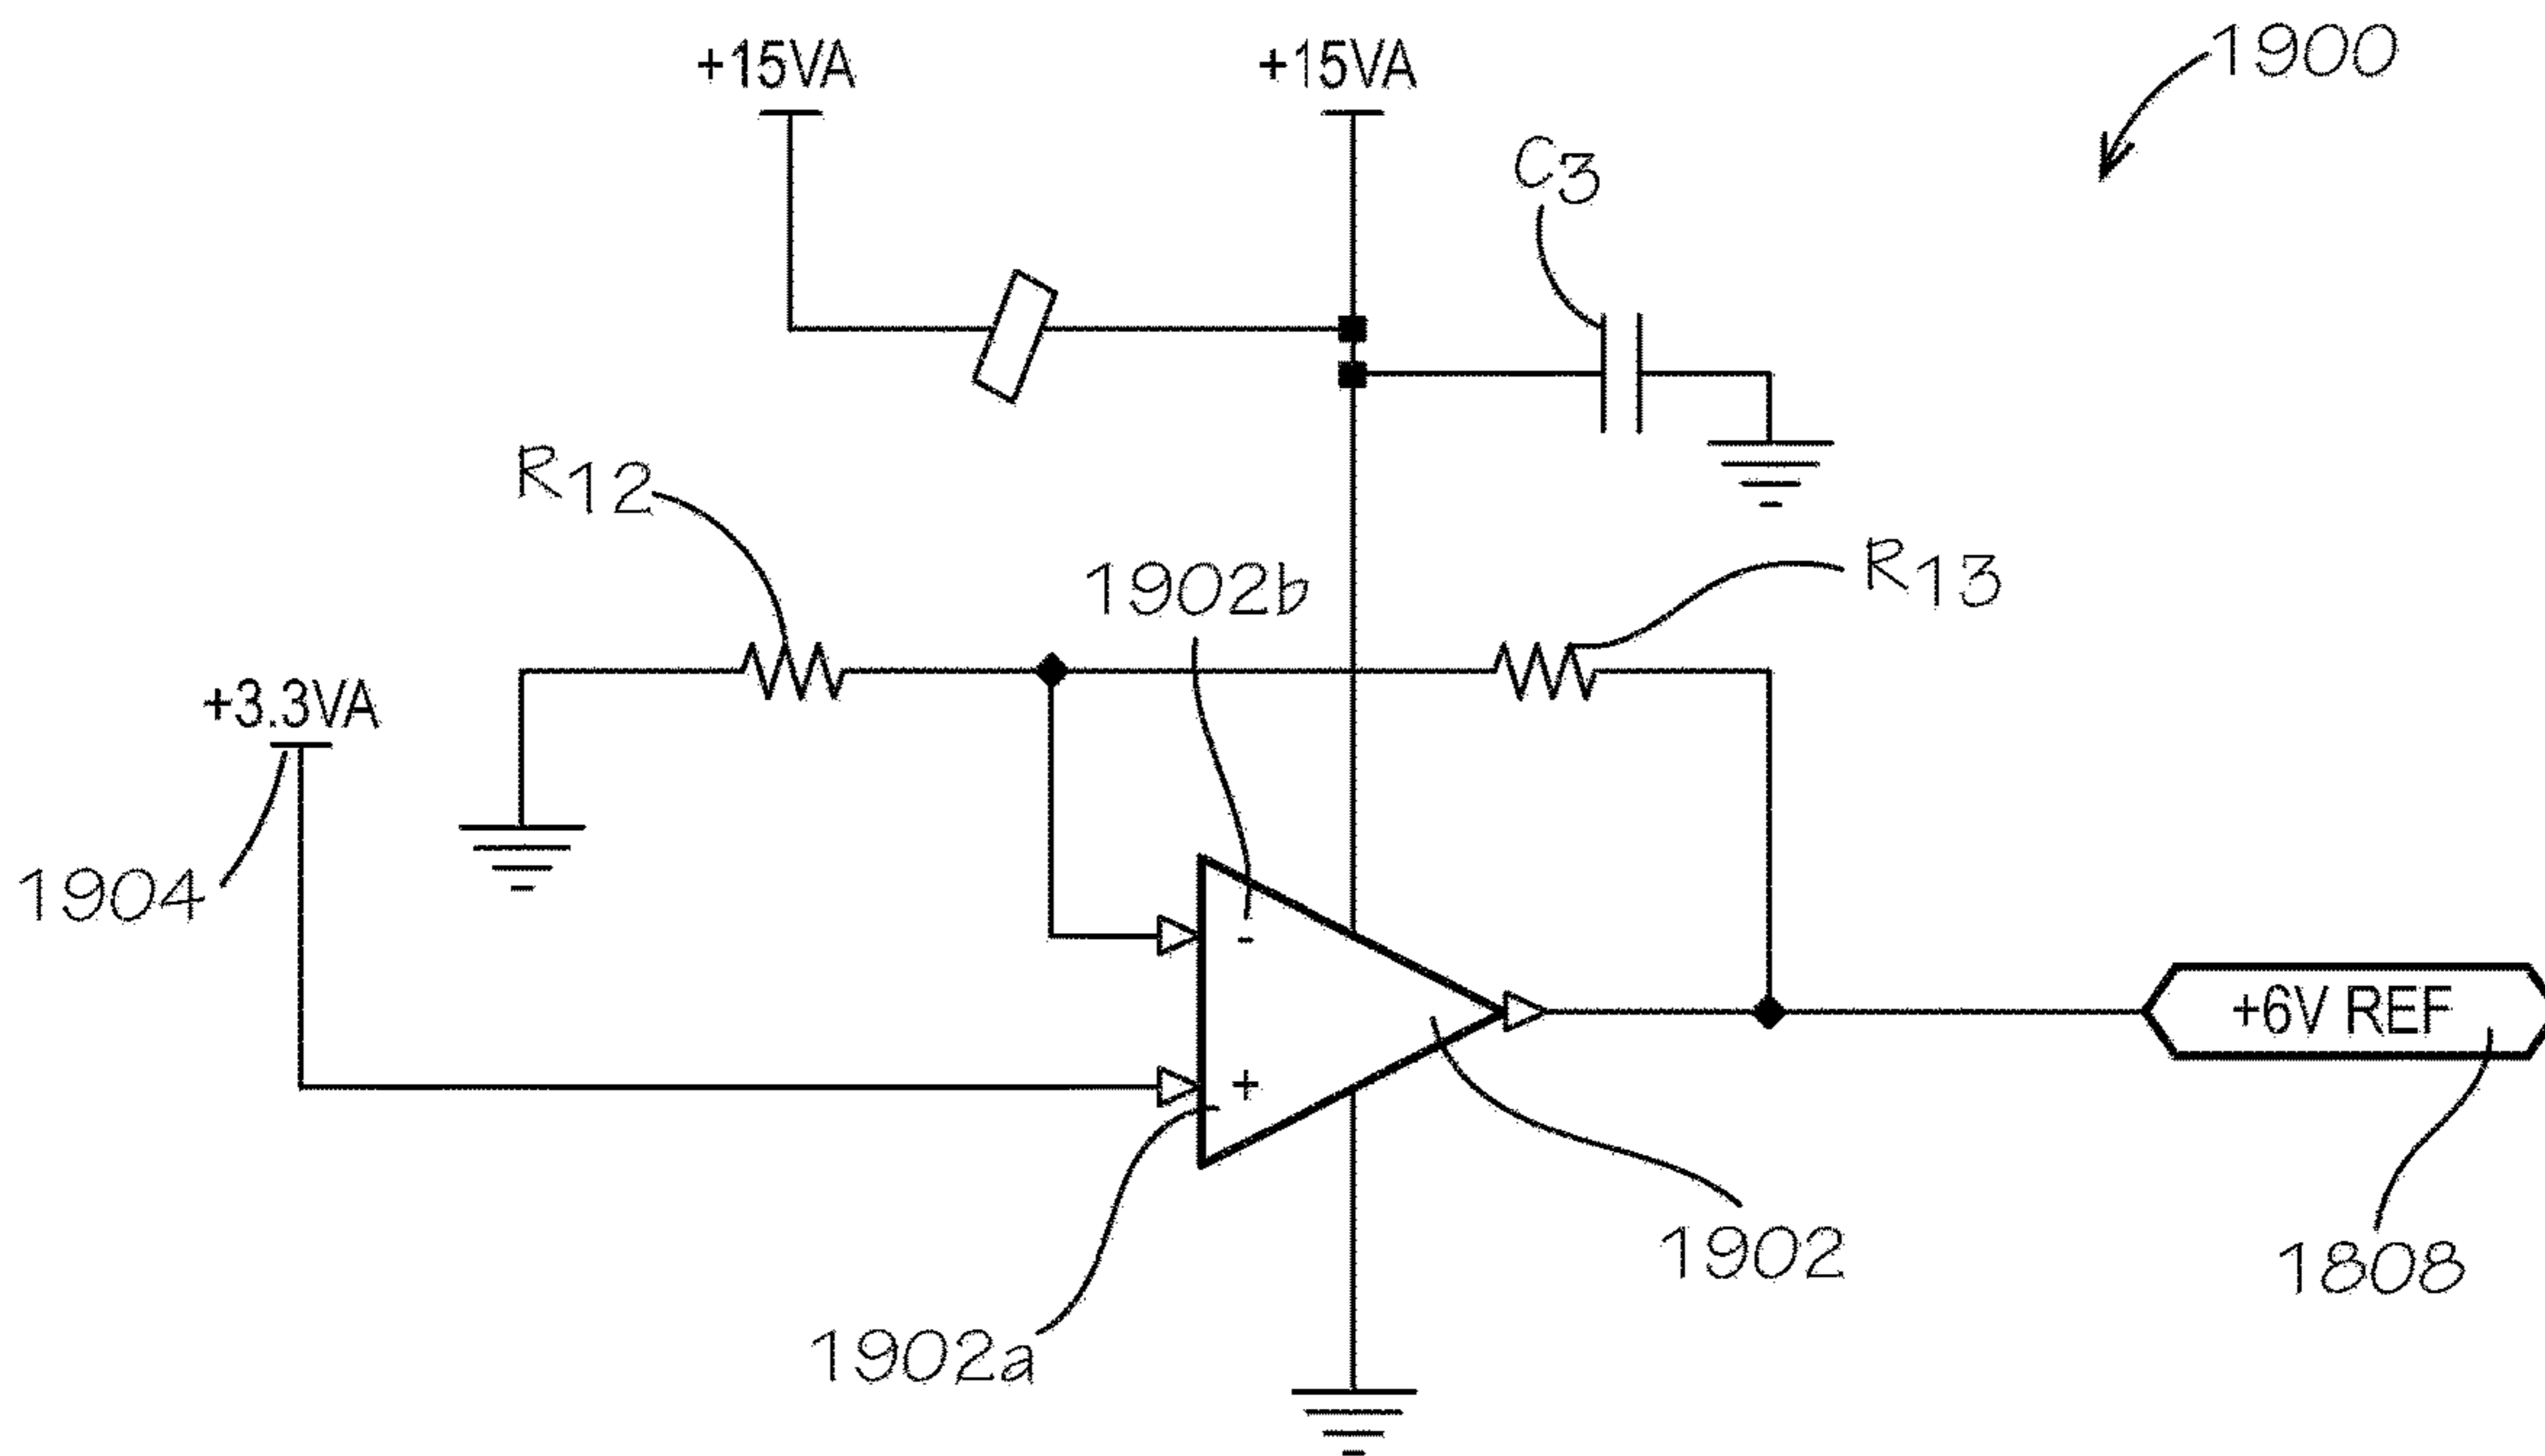 +15VA
+15VA
1900
C3
R12
1902b
R13
+3.3VA
1904
-
+6V REF
+
1902
1808
1902a